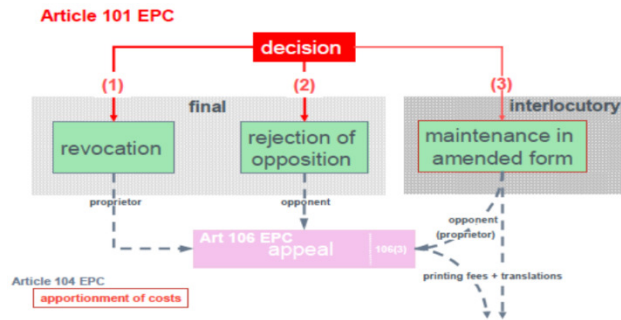 Article 101 EPC
decision
(1)
(2)
(3)
final
interlocutory
revocation
rejection of
opposition
maintenance in
amended form
proprietor
opponent
opponent
(proprietor)
Art 106 EPC
appeal
106(3)
printing fees + translations
Article 104 EPC
apportionment of costs